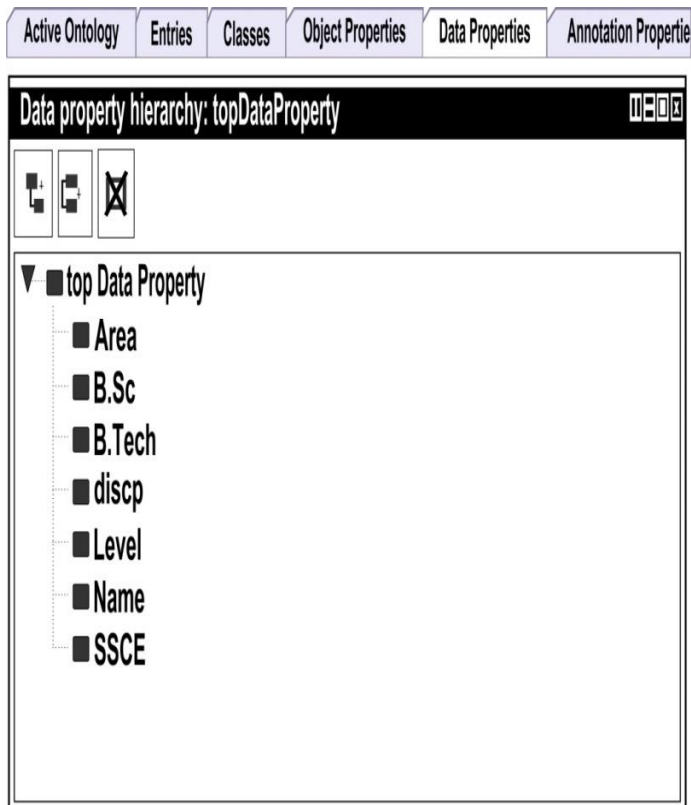 Active Ontology Entries Classes Object Properties Data Properties Annotation Propertie
Data property hierarchy: topDataProperty
top Data Property
Area
B.Sc
B.Tech
discp
Level
Name
SSCE